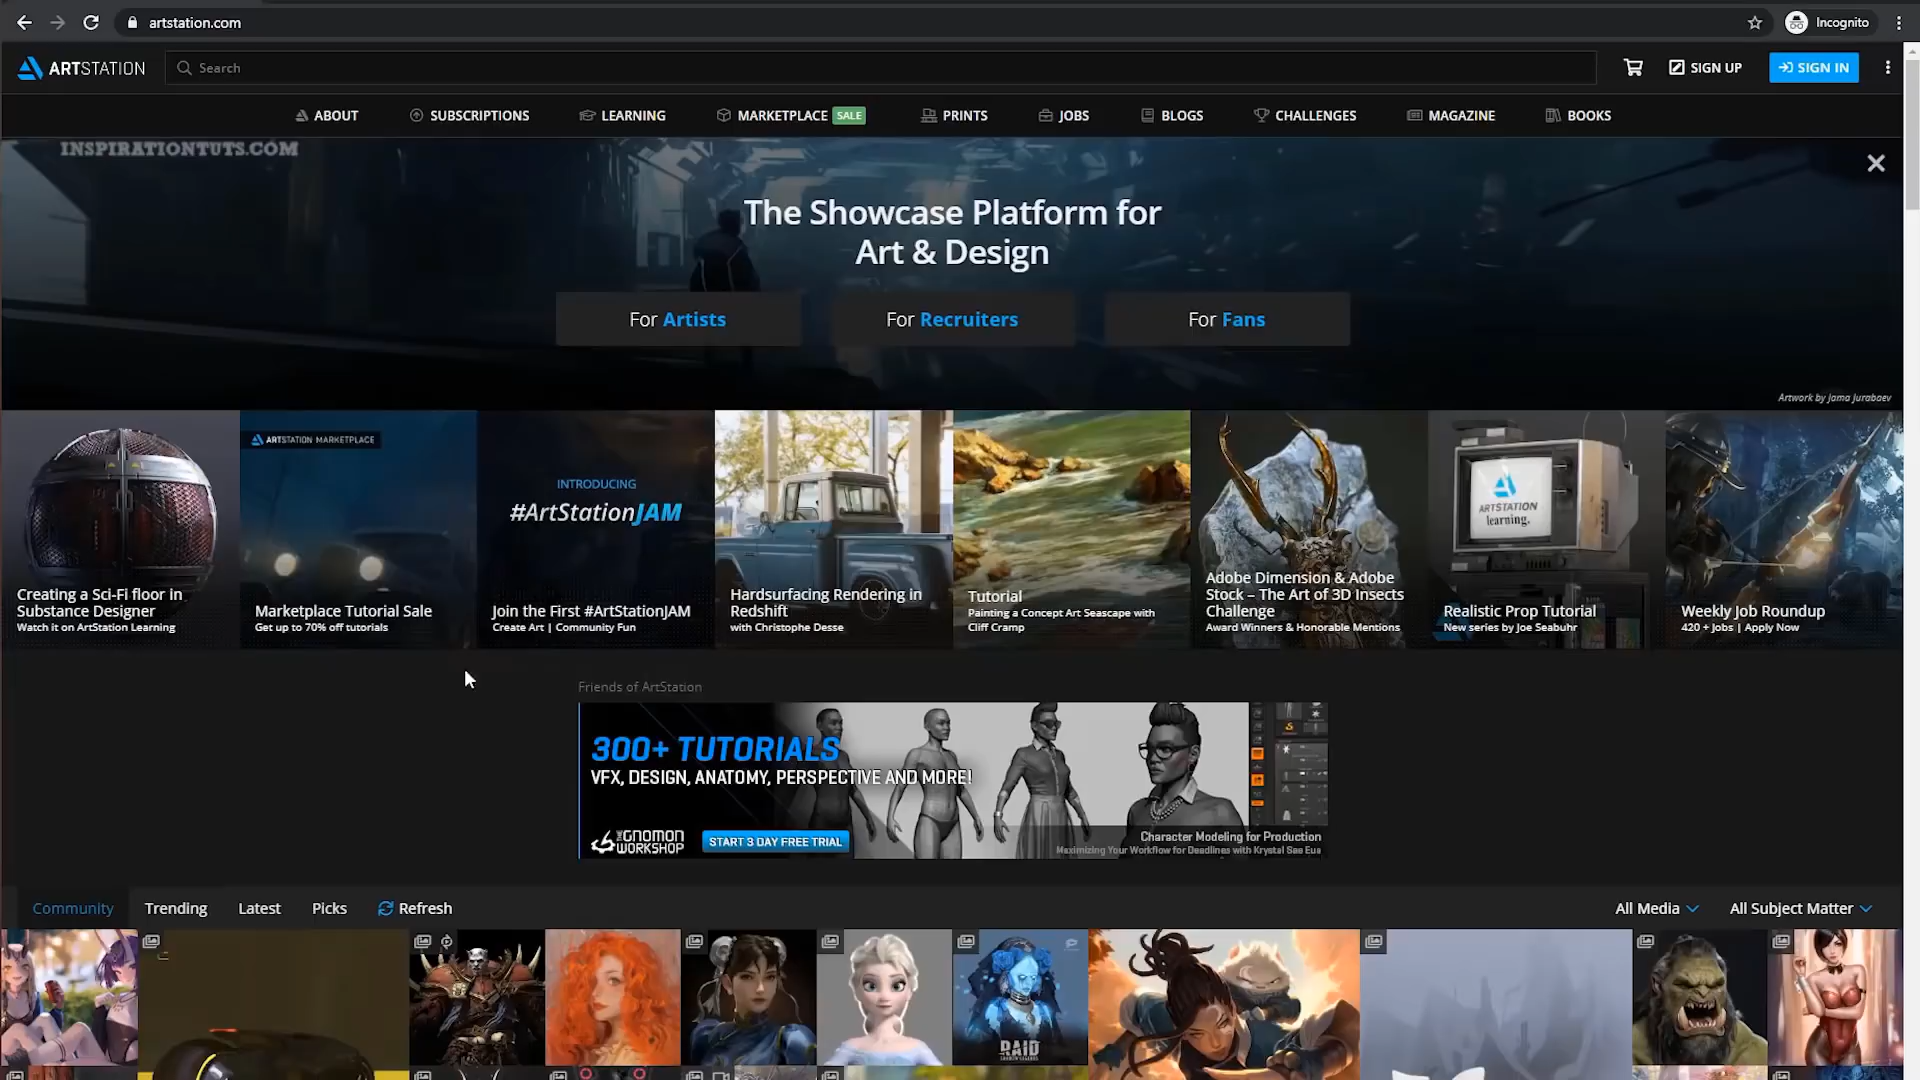 artstation.com
Incognito
ARTSTATION
Search
SIGN UP
SIGN IN
ABOUT
SUBSCRIPTIONS
LEARNING
MARKETPLACE SALE
PRINTS
JOBS
BLOGS
CHALLENGES
MAGAZINE
BOOKS
INSPIRATIONTUTS.COM
The Showcase Platform for
Art & Design
For Artists
For Recruiters
For Fans
Artwork by Jama Jurabaev
Creating a Sci-Fi floor in
Substance Designer
Watch it on ArtStation Learning
ARTSTATION MARKETPLACE
Marketplace Tutorial Sale
Get up to 70% off tutorials
INTRODUCING
#ArtStationJAM
Join the First #ArtStationJAM
Create Art | Community Fun
Hardsurfacing Rendering in
Redshift
with Christophe Desse
Tutorial
Painting a Concept Art Seascape with
Cliff Cramp
Adobe Dimension & Adobe
Stock – The Art of 3D Insects
Challenge
Award Winners & Honorable Mentions
ARTSTATION
learning.
Realistic Prop Tutorial
New series by Joe Seabuhr
Weekly Job Roundup
420 + Jobs | Apply Now
Friends of ArtStation
300+ TUTORIALS
VFX, DESIGN, ANATOMY, PERSPECTIVE AND MORE!
THE GNOMON
WORKSHOP
START 3 DAY FREE TRIAL
Character Modeling for Production
Maximizing Your Workflow for Deadlines with Krystal Sae Eua
Community
Trending
Latest
Picks
Refresh
All Media
All Subject Matter
RAID